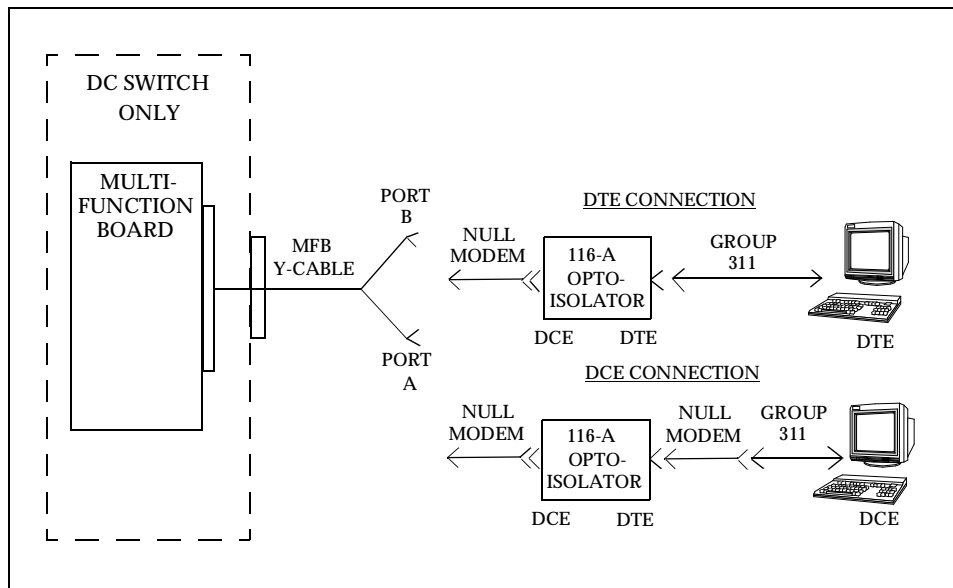 DC SWITCH
ONLY
MULTI-
FUNCTION
BOARD
MFB
Y-CABLE
PORT
B
PORT
A
DTE CONNECTION
NULL
MODEM
116-A
OPTO-
ISOLATOR
GROUP
311
DCE
DTE
DTE
DCE CONNECTION
NULL
MODEM
116-A
OPTO-
ISOLATOR
NULL
MODEM
GROUP
311
DCE
DTE
DCE